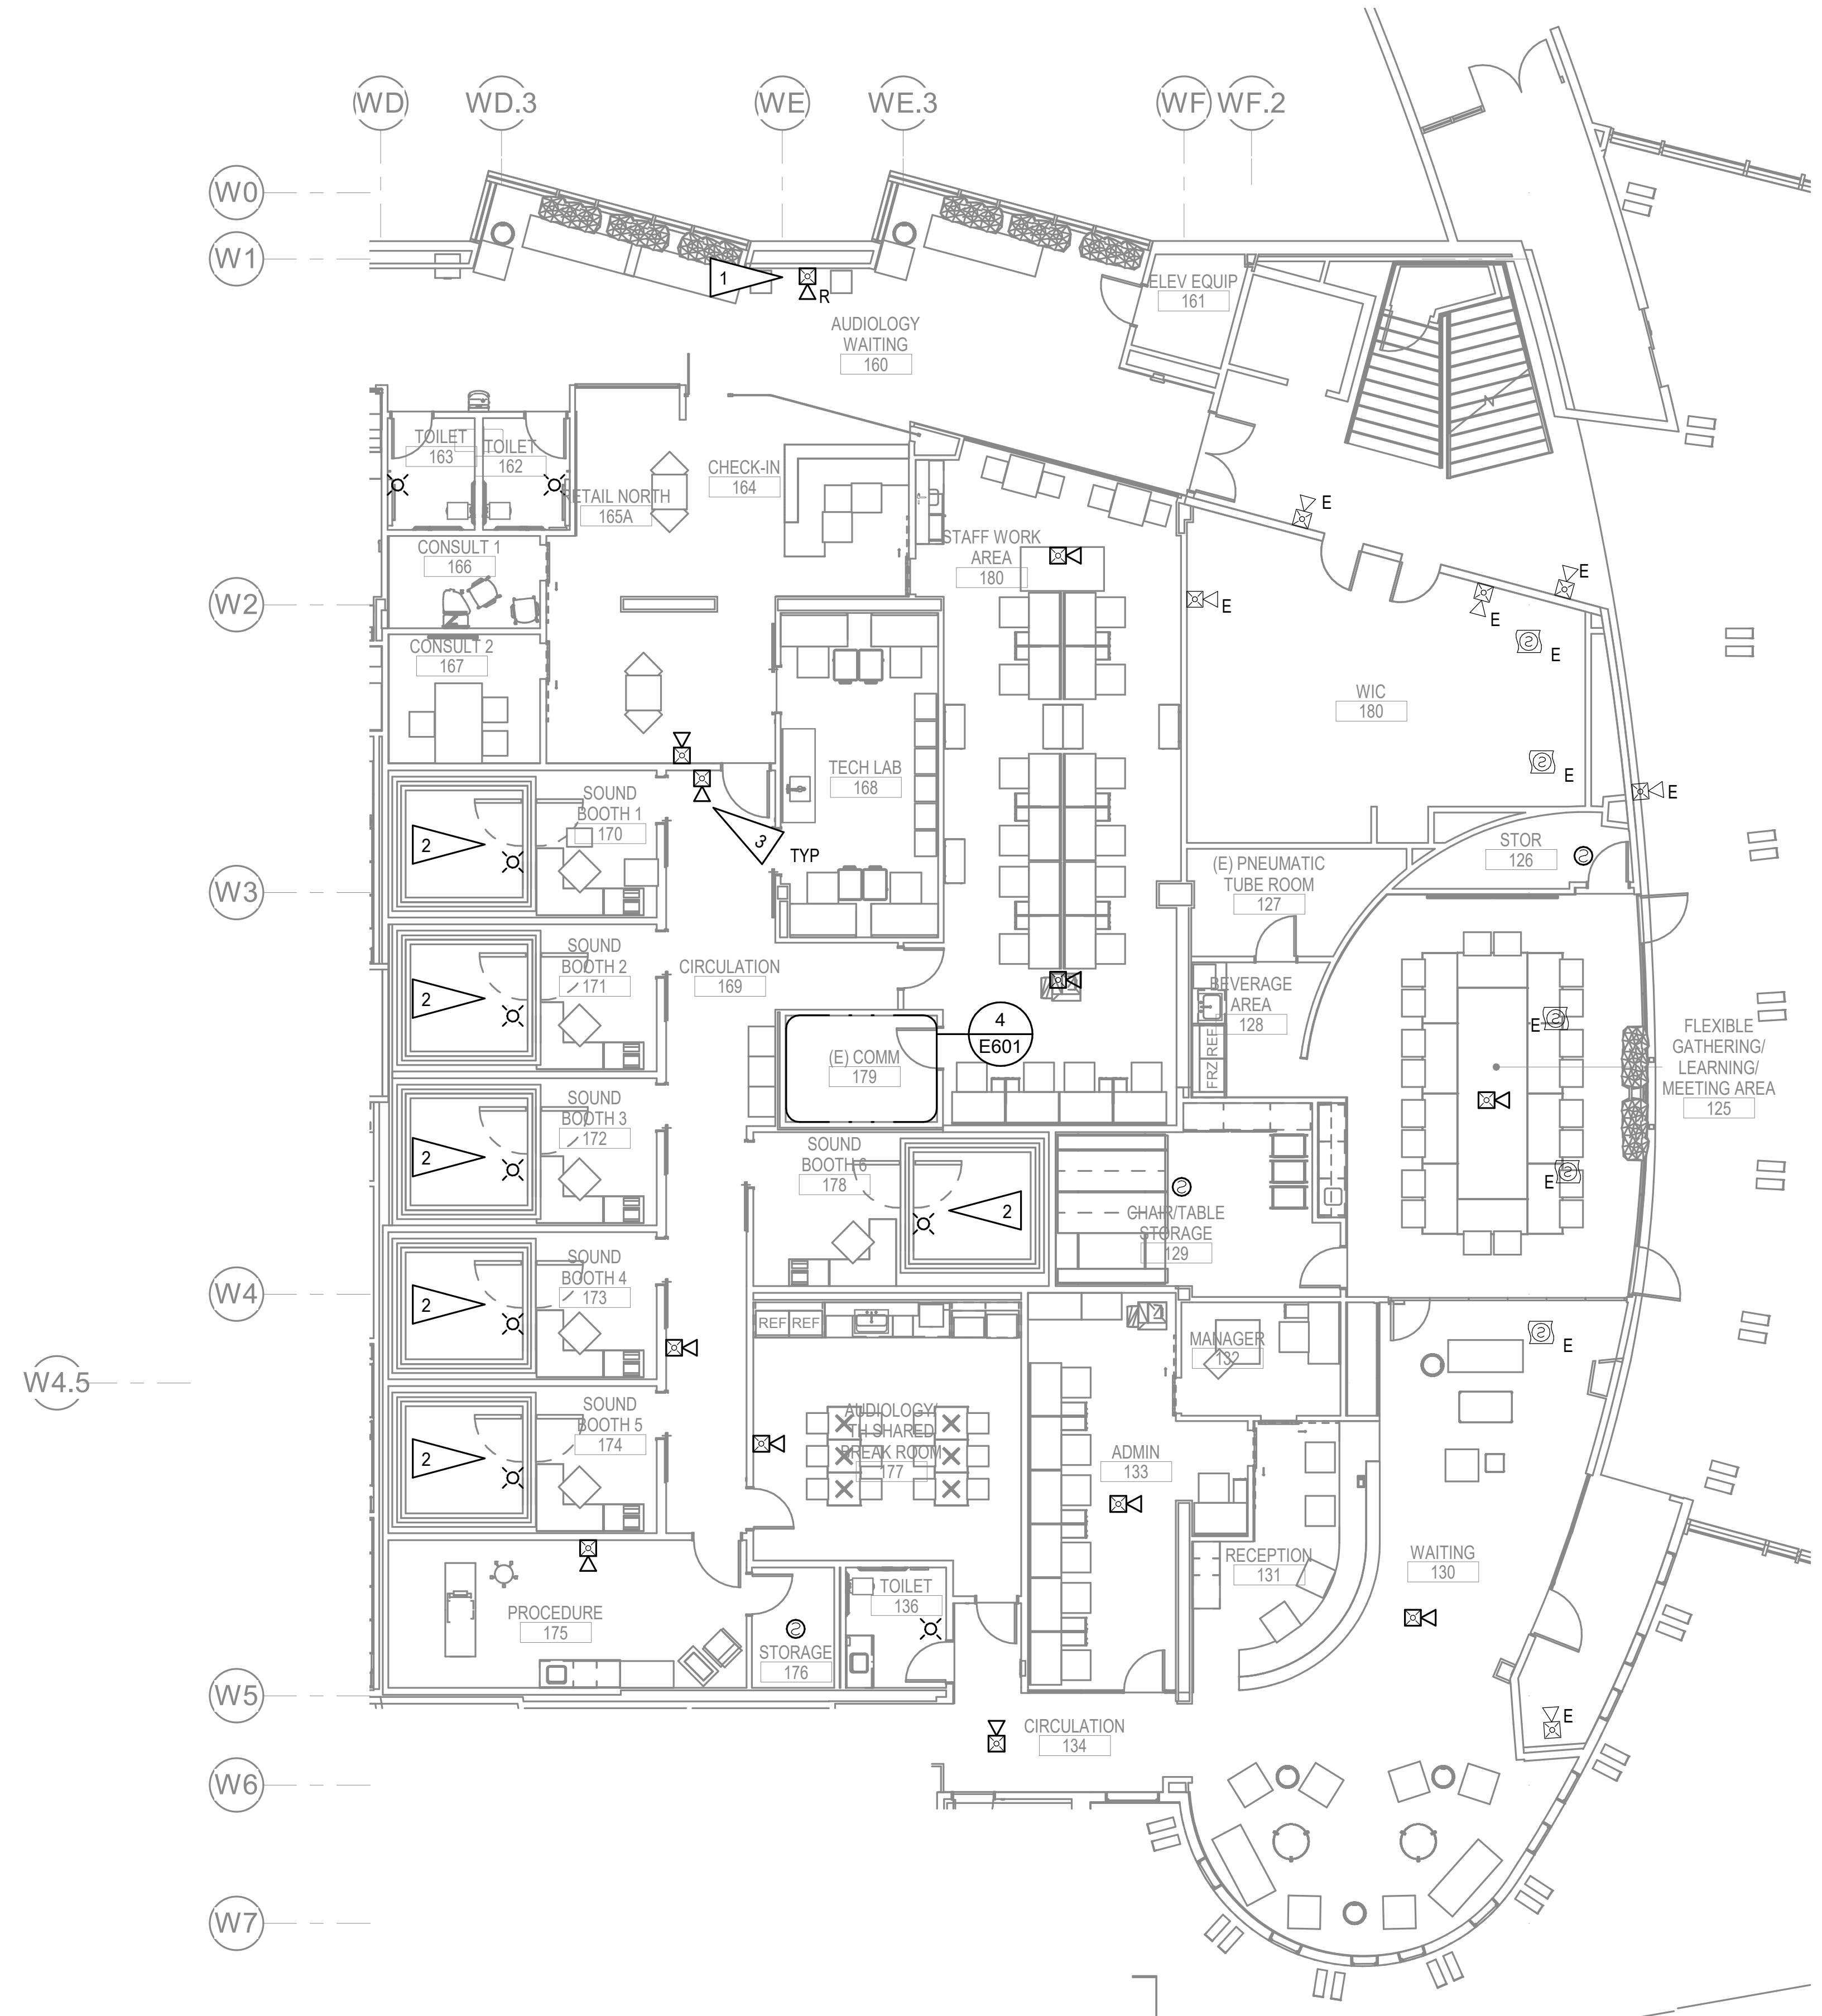 WD
WD.3
WE
WE.3
WF
WF.2
W0
W1
1
R
ELEV EQUIP
161
AUDIOLOGY
WAITING
160
TOILET
163
TOILET
162
CHECK-IN
164
RETAIL NORTH
165A
E
STAFF WORK
AREA
180
CONSULT 1
166
E
E
E
W2
CONSULT 2
167
E
WIC
180
TECH LAB
168
E
E
SOUND
BOOTH 1
170
2
3
TYP
STOR
126
(E) PNEUMATIC
TUBE ROOM
127
W3
SOUND
BOOTH 2
171
2
CIRCULATION
169
BEVERAGE
AREA
128
4
E601
E
FLEXIBLE
GATHERING/
LEARNING/
MEETING AREA
125
(E) COMM
179
FRZ REF
SOUND
BOOTH 3
172
2
SOUND
BOOTH 6
178
2
E
CHAIR/TABLE
STORAGE
129
SOUND
BOOTH 4
173
2
W4
REF REF
MANAGER
132
E
W4.5
SOUND
BOOTH 5
174
2
AUDIOLOGY/
TH SHARED
BREAK ROOM
177
ADMIN
133
RECEPTION
131
WAITING
130
PROCEDURE
175
TOILET
136
STORAGE
176
W5
CIRCULATION
134
E
W6
W7